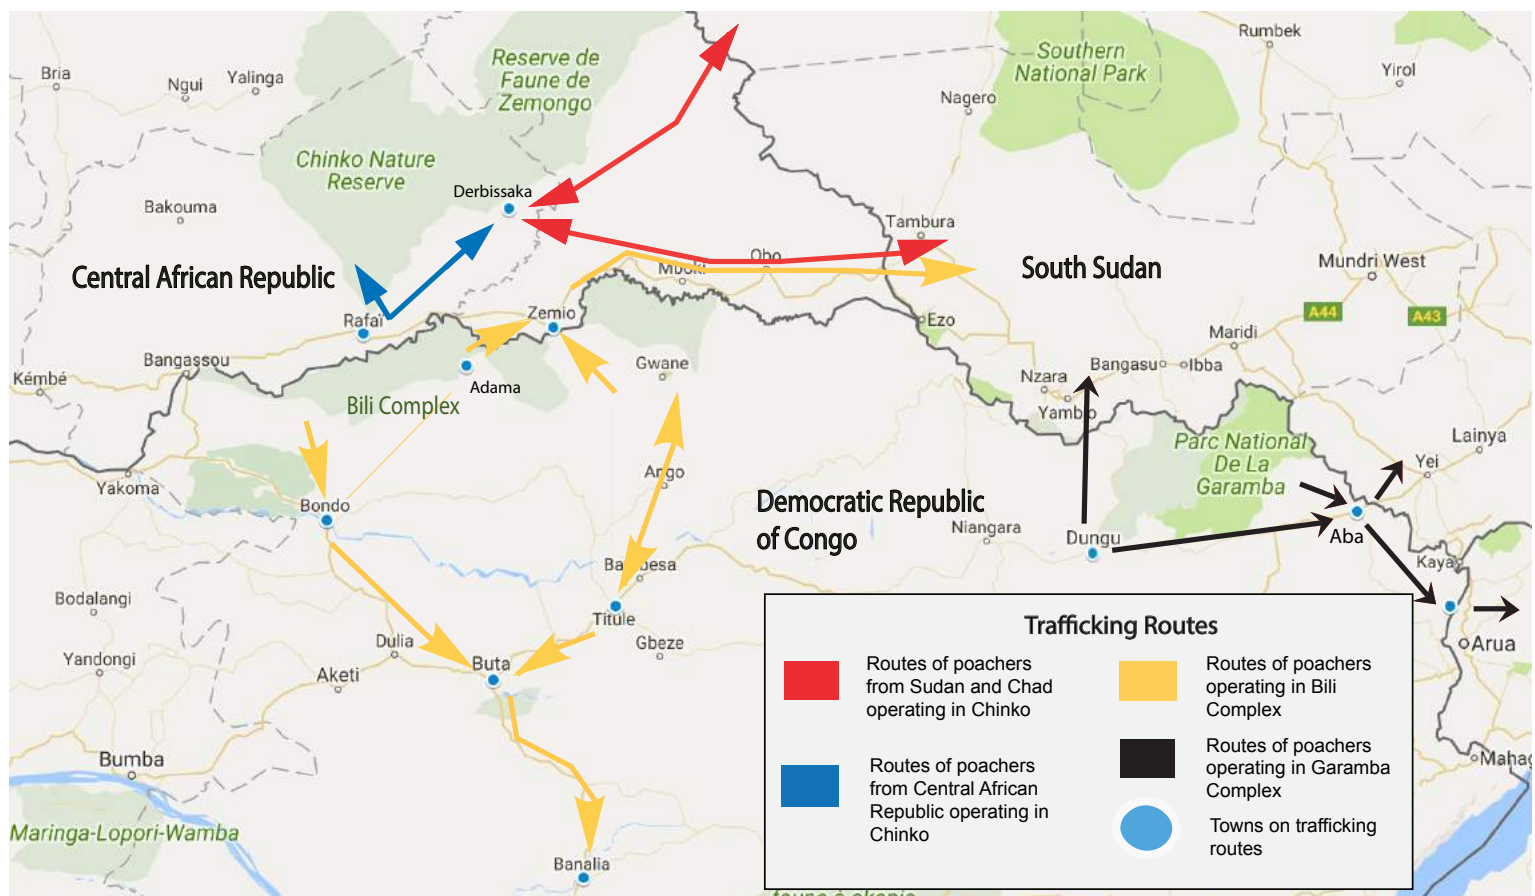 Rumbek
Reserve de
Faune de
Zemongo
Southern
National Park
Bria
Ngui
Yalinga
Yirol
Nagero
Chinko Nature
Reserve
Derbissaka
Bakouma
Tambura
Central African Republic
Mboki
Obo
South Sudan
Mundri West
Rafaï
Zemio
Ezo
A44
A43
Maridi
Bangassou
Gwane
Bangasu
Ibba
Kémbé
Adama
Nzara
Bili Complex
Yambio
Parc National
De La
Garamba
Lainya
Yei
Yakoma
Ango
Bondo
Democratic Republic
of Congo
Niangara
Dungu
Aba
Kaya
Bodalangi
Titule
Dulia
Gbeze
Arua
Yandongi
Aketi
Buta
Bumba
Mahag
Maringa-Lopori-Wamba
Banalia
Trafficking Routes
Routes of poachers
from Sudan and Chad
operating in Chinko
Routes of poachers
operating in Bili
Complex
Routes of poachers
from Central African
Republic operating in
Chinko
Routes of poachers
operating in Garamba
Complex
Towns on trafficking
routes